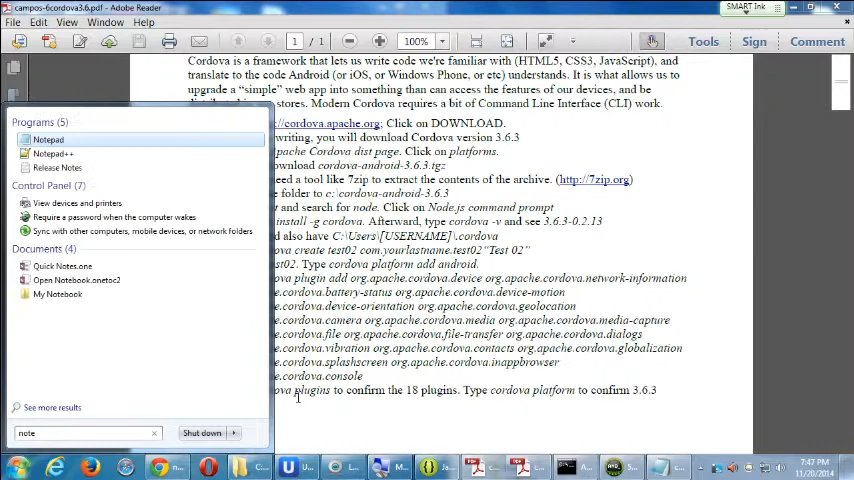 campos-6cordova3.6.pdf - Adobe Reader
SMART Ink
File Edit View Window Help
1 / 1
100%
Tools Sign Comment
Cordova is a framework that lets us write code we're familiar with (HTML5, CSS3, JavaScript), and
translate to the code Android (or iOS, or Windows Phone, or etc) understands. It is what allows us to
upgrade a “simple” web app into something than can access the features of our devices, and be
stores. Modern Cordova requires a bit of Command Line Interface (CLI) work.
Programs (5)
://cordova.apache.org; Click on DOWNLOAD.
Notepad
writing, you will download Cordova version 3.6.3
Notepad++
pache Cordova dist page. Click on platforms.
Release Notes
download cordova-android-3.6.3.tgz
Control Panel (7)
need a tool like 7zip to extract the contents of the archive. (http://7zip.org)
View devices and printers
e folder to c:\cordova-android-3.6.3
Require a password when the computer wakes
t and search for node. Click on Node.js command prompt
Sync with other computers, mobile devices, or network folders
install -g cordova. Afterward, type cordova -v and see 3.6.3-0.2.13
d also have C:\Users\[USERNAME]\.cordova
Documents (4)
ova create test02 com.yourlastname.test02"Test 02"
Quick Notes.one
est02. Type cordova platform add android.
Open Notebook.onetoc2
ova plugin add org.apache.cordova.device org.apache.cordova.network-information
My Notebook
e.cordova.battery-status org.apache.cordova.device-motion
e.cordova.device-orientation org.apache.cordova.geolocation
e.cordova.camera org.apache.cordova.media org.apache.cordova.media-capture
e.cordova.file org.apache.cordova.file-transfer org.apache.cordova.dialogs
e.cordova.vibration org.apache.cordova.contacts org.apache.cordova.globalization
e.cordova.splashscreen org.apache.cordova.inappbrowser
e.cordova.console
ova plugins to confirm the 18 plugins. Type cordova platform to confirm 3.6.3
See more results
note
Shut down
n... C... U... L... M... Ja... c... c... A... S... c...
7:47 PM
11/20/2014